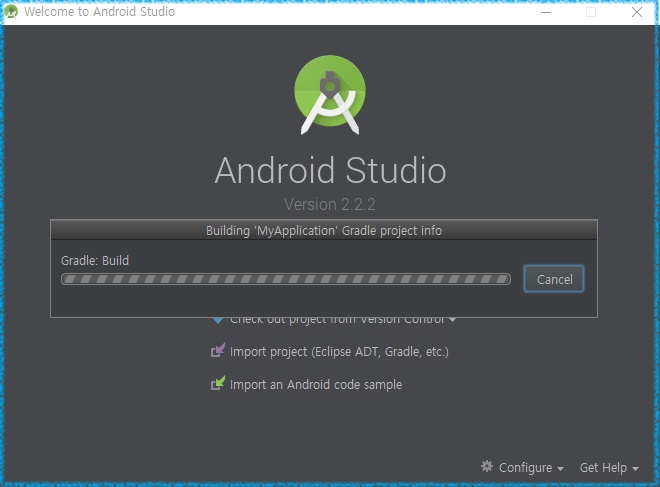 Welcome to Android Studio
Android Studio
Version 2.2.2
Building 'MyApplication' Gradle project info
Gradle: Build
Cancel
Check out project from Version Control
Import project (Eclipse ADT, Gradle, etc.)
Import an Android code sample
Configure
Get Help